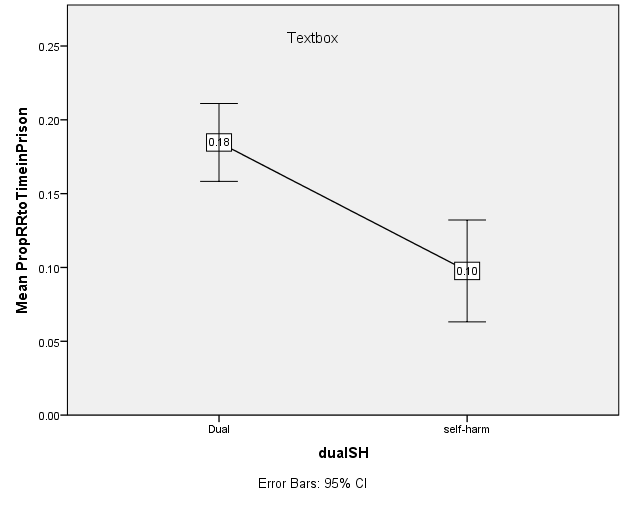 Textbox
0.25
0.20
0.15
0.10
0.05
0.00
Mean PropRRtoTimeinPrison
0.18
0.10
Dual
self-harm
dualSH
Error Bars: 95% CI